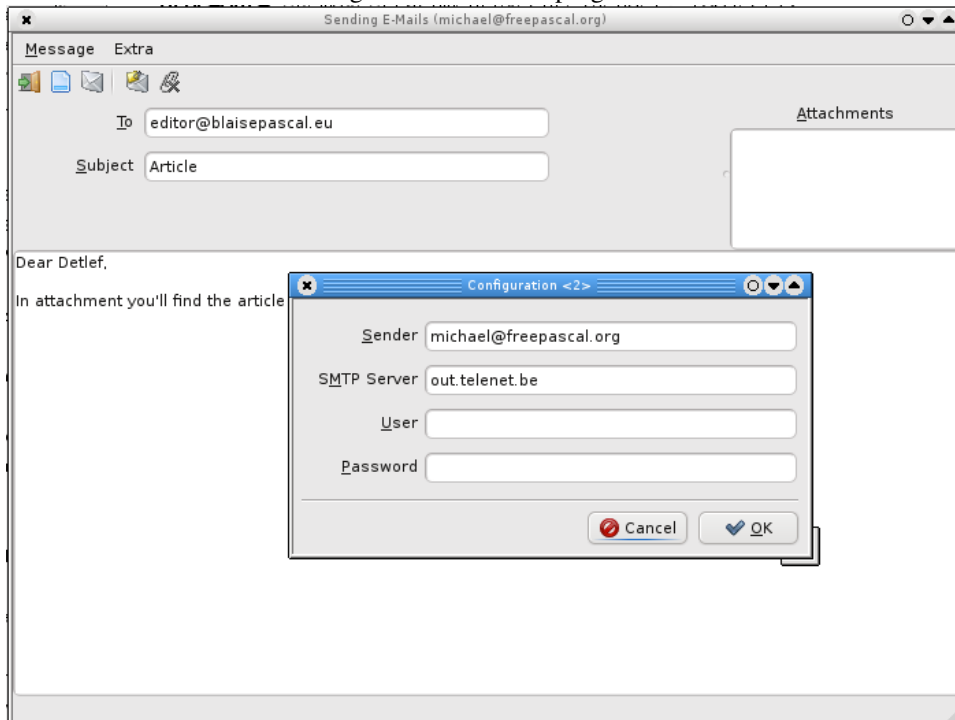 Sending E-Mails (michael@freepascal.org)
Message Extra
To editor@blaisepascal.eu
Attachments
Subject Article
Dear Detlef,
In attachment you'll find the article
Configuration <2>
Sender michael@freepascal.org
SMTP Server out.telenet.be
User
Password
Cancel OK